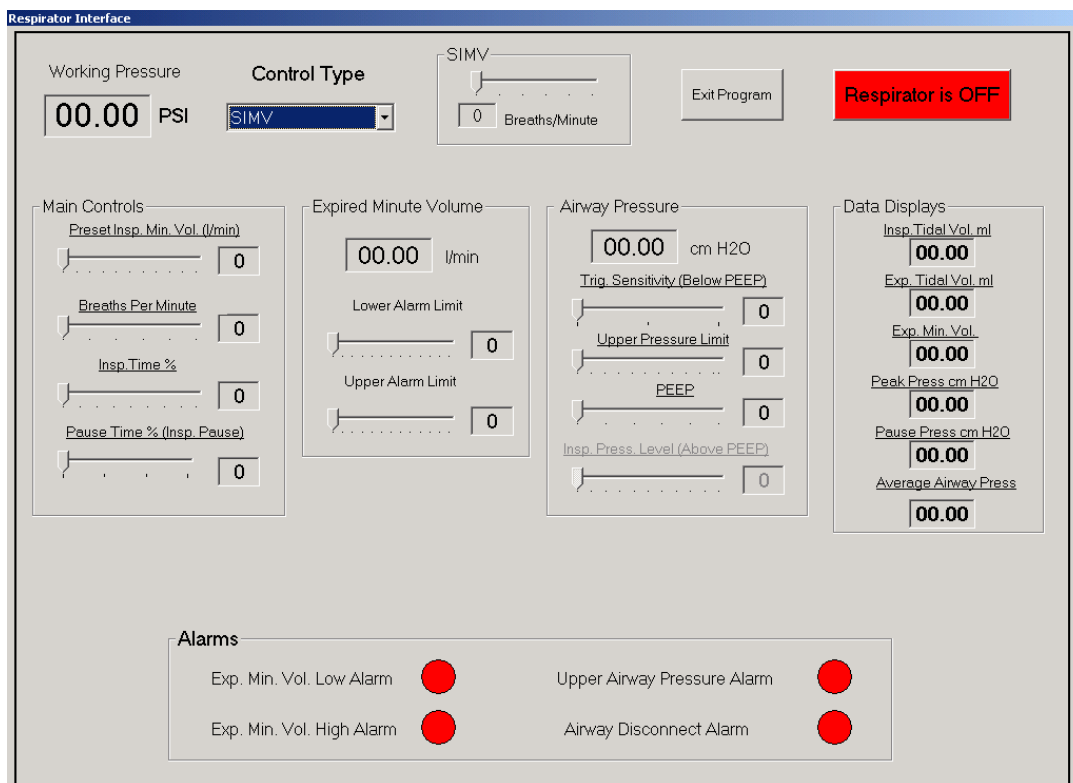 Respirator Interface
Working Pressure
00.00 PSI
Control Type
SIMV
SIMV
0 Breaths/Minute
Exit Program
Respirator is OFF
Main Controls
Preset Insp. Min. Vol. (l/min)
0
Breaths Per Minute
0
Insp.Time %
0
Pause Time % (Insp. Pause)
0
Expired Minute Volume
00.00 l/min
Lower Alarm Limit
0
Upper Alarm Limit
0
Airway Pressure
00.00 cm H2O
Trig. Sensitivity (Below PEEP)
0
Upper Pressure Limit
0
PEEP
0
Insp. Press. Level (Above PEEP)
0
Data Displays
Insp.Tidal Vol. ml
00.00
Exp. Tidal Vol. ml
00.00
Exp. Min. Vol.
00.00
Peak Press cm H2O
00.00
Pause Press cm H2O
00.00
Average Airway Press
00.00
Alarms
Exp. Min. Vol. Low Alarm
Upper Airway Pressure Alarm
Exp. Min. Vol. High Alarm
Airway Disconnect Alarm